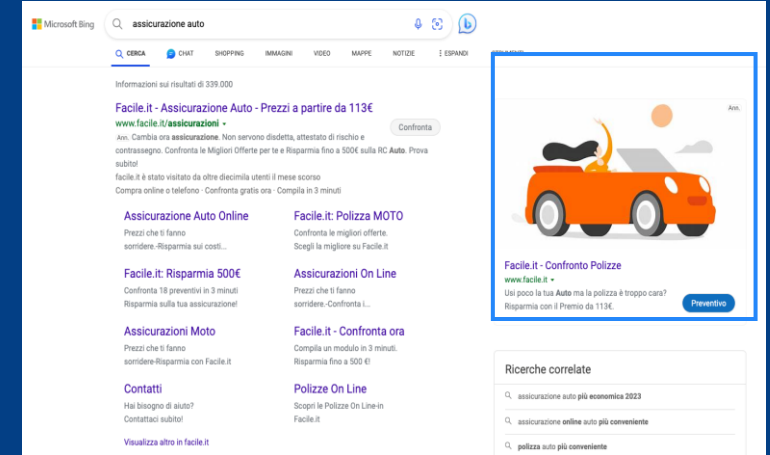 Microsoft Bing
assicurazione auto
CERCA
CHAT
SHOPPING
IMMAGINI
VIDEO
MAPPE
NOTIZIE
ESPANDI
Informazioni sui risultati di 339.000
Facile.it - Assicurazione Auto - Prezzi a partire da 113€
www.facile.it/assicurazioni
Confronta
Ann. Cambia ora assicurazione. Non servono disdetta, attestato di rischio e
contrassegno. Confronta le Migliori Offerte per te e Risparmia fino a 500€ sulla RC Auto. Prova
subito!
facile.it è stato visitato da oltre diecimila utenti il mese scorso
Compra online o telefono · Confronta gratis ora · Compila in 3 minuti
Assicurazione Auto Online
Prezzi che ti fanno
sorridere.-Risparmia sui costi...
Facile.it: Polizza MOTO
Confronta le migliori offerte.
Scegli la migliore su Facile.it
Facile.it: Risparmia 500€
Confronta 18 preventivi in 3 minuti
Risparmia sulla tua assicurazione!
Assicurazioni On Line
Prezzi che ti fanno
sorridere.-Confronta i...
Assicurazioni Moto
Prezzi che ti fanno
sorridere-Risparmia con Facile.it
Facile.it - Confronta ora
Compila un modulo in 3 minuti.
Risparmia fino a 500 €!
Contatti
Hai bisogno di aiuto?
Contattaci subito!
Polizze On Line
Scopri le Polizze On Line-in
Facile.it
Visualizza altro in facile.it
Ann.
Facile.it - Confronto Polizze
www.facile.it
Usi poco la tua Auto ma la polizza è troppo cara?
Risparmia con il Premio da 113€.
Preventivo
Ricerche correlate
assicurazione auto più economica 2023
assicurazione online auto più conveniente
polizza auto più conveniente